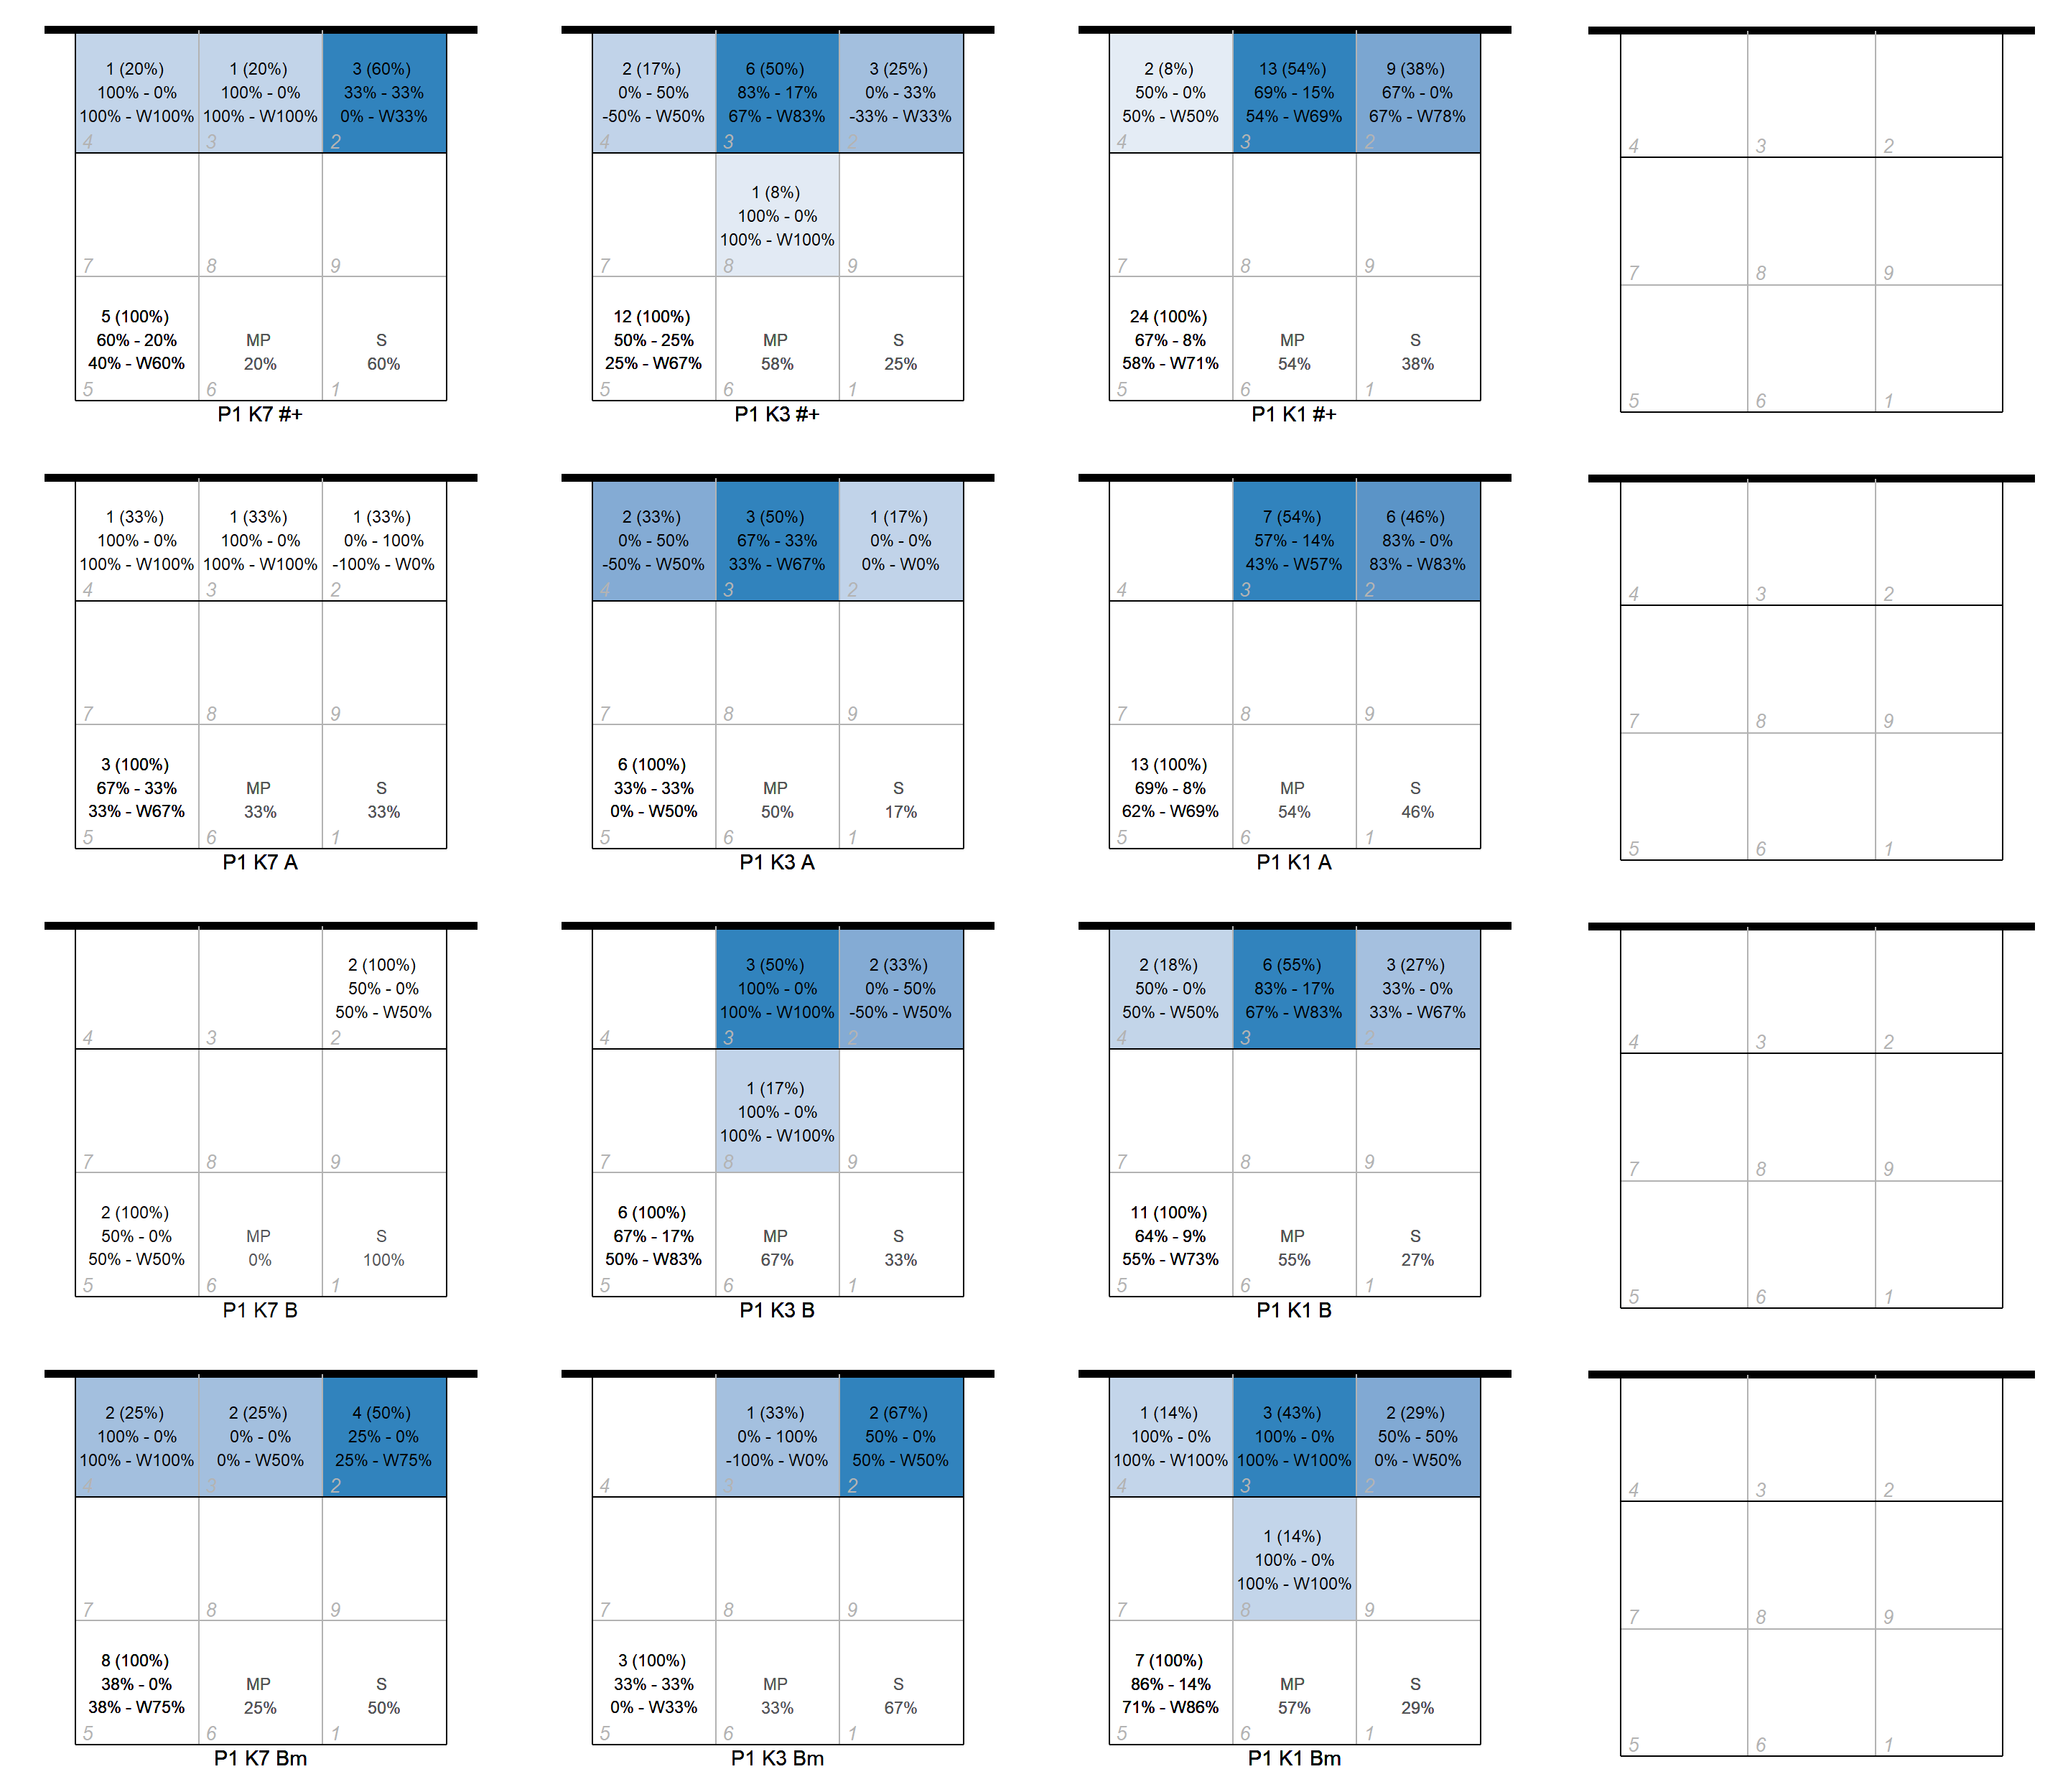 1 (20%) 1 (20%) 3 (60%)
100% - 0% 100% - 0% 33% - 33%
100% - W100% 100% - W100% 0% - W33%
4 3 2
7 8 9
5 (100%)
60% - 20% MP S
40% - W60% 20% 60%
5 6 1
P1 K7 #+
2 (17%) 6 (50%) 3 (25%)
0% - 50% 83% - 17% 0% - 33%
-50% - W50% 67% - W83% -33% - W33%
4 3 2
1 (8%)
100% - 0%
100% - W100%
7 8 9
12 (100%)
50% - 25% MP S
25% - W67% 58% 25%
5 6 1
P1 K3 #+
2 (8%) 13 (54%) 9 (38%)
50% - 0% 69% - 15% 67% - 0%
50% - W50% 54% - W69% 67% - W78%
4 3 2
7 8 9
24 (100%)
67% - 8% MP S
58% - W71% 54% 38%
5 6 1
P1 K1 #+
4 3 2
7 8 9
5 6 1
1 (33%) 1 (33%) 1 (33%)
100% - 0% 100% - 0% 0% - 100%
100% - W100% 100% - W100% -100% - W0%
4 3 2
7 8 9
3 (100%)
67% - 33% MP S
33% - W67% 33% 33%
5 6 1
P1 K7 A
2 (33%) 3 (50%) 1 (17%)
0% - 50% 67% - 33% 0% - 0%
-50% - W50% 33% - W67% 0% - W0%
4 3 2
7 8 9
6 (100%)
33% - 33% MP S
0% - W50% 50% 17%
5 6 1
P1 K3 A
7 (54%) 6 (46%)
57% - 14% 83% - 0%
43% - W57% 83% - W83%
4 3 2
7 8 9
13 (100%)
69% - 8% MP S
62% - W69% 54% 46%
5 6 1
P1 K1 A
4 3 2
7 8 9
5 6 1
2 (100%)
50% - 0%
50% - W50%
4 3 2
7 8 9
2 (100%)
50% - 0% MP S
50% - W50% 0% 100%
5 6 1
P1 K7 B
3 (50%) 2 (33%)
100% - 0% 0% - 50%
100% - W100% -50% - W50%
4 3 2
1 (17%)
100% - 0%
100% - W100%
7 8 9
6 (100%)
67% - 17% MP S
50% - W83% 67% 33%
5 6 1
P1 K3 B
2 (18%) 6 (55%) 3 (27%)
50% - 0% 83% - 17% 33% - 0%
50% - W50% 67% - W83% 33% - W67%
4 3 2
7 8 9
11 (100%)
64% - 9% MP S
55% - W73% 55% 27%
5 6 1
P1 K1 B
4 3 2
7 8 9
5 6 1
2 (25%) 2 (25%) 4 (50%)
100% - 0% 0% - 0% 25% - 0%
100% - W100% 0% - W50% 25% - W75%
4 3 2
7 8 9
8 (100%)
38% - 0% MP S
38% - W75% 25% 50%
5 6 1
P1 K7 Bm
1 (33%) 2 (67%)
0% - 100% 50% - 0%
-100% - W0% 50% - W50%
4 3 2
7 8 9
3 (100%)
33% - 33% MP S
0% - W33% 33% 67%
5 6 1
P1 K3 Bm
1 (14%) 3 (43%) 2 (29%)
100% - 0% 100% - 0% 50% - 50%
100% - W100% 100% - W100% 0% - W50%
4 3 2
1 (14%)
100% - 0%
100% - W100%
7 8 9
7 (100%)
86% - 14% MP S
71% - W86% 57% 29%
5 6 1
P1 K1 Bm
4 3 2
7 8 9
5 6 1